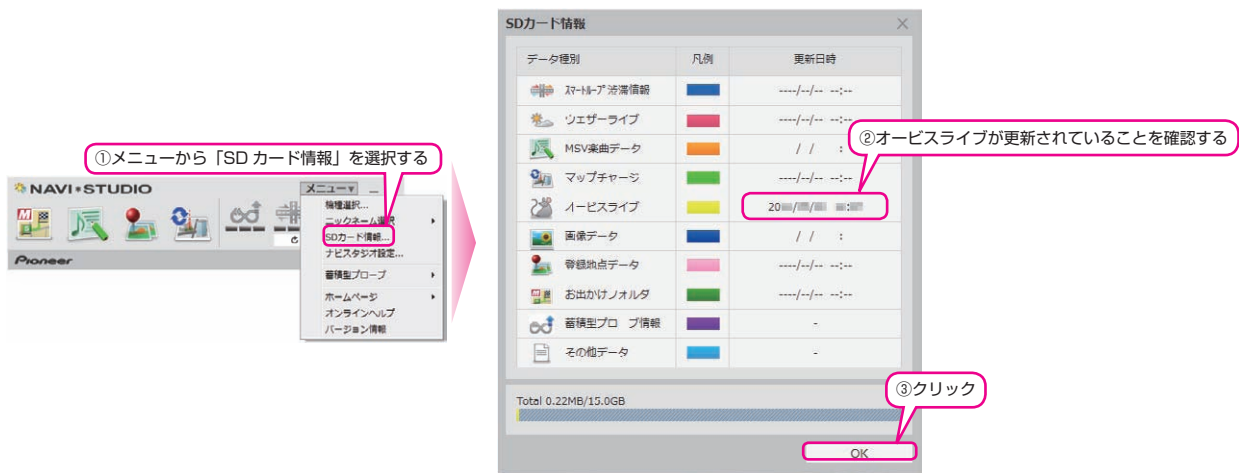 ①メニューから「SD カード情報」を選択する
NAVI*STUDIO
メニュー▼
機種選択...
ニックネーム選択
SDカード情報...
ナビスタジオ設定...
蓄積型プローブ
ホームページ
オンラインヘルプ
バージョン情報
Pioneer
SDカード情報
データ種別 凡例 更新日時
スマートループ渋滞情報 ----/--/-- --:--
ウェザーライブ ----/--/-- --:--
MSV楽曲データ / / :
マップチャージ ----/--/-- --:--
オービスライブ 20
画像データ / / :
登録地点データ ----/--/-- --:--
お出かけフォルダ ----/--/-- --:--
蓄積型プロ ブ情報 -
その他データ -
Total 0.22MB/15.0GB
OK
②オービスライブが更新されていることを確認する
③クリック